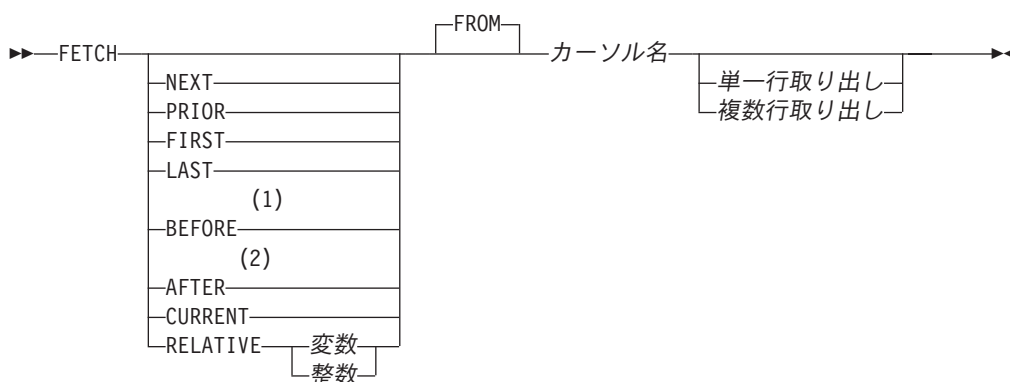 FROM
FETCH カーソル名
NEXT 単一行取り出し
PRIOR 複数行取り出し
FIRST
LAST
(1)
BEFORE
(2)
AFTER
CURRENT
RELATIVE 変数
整数